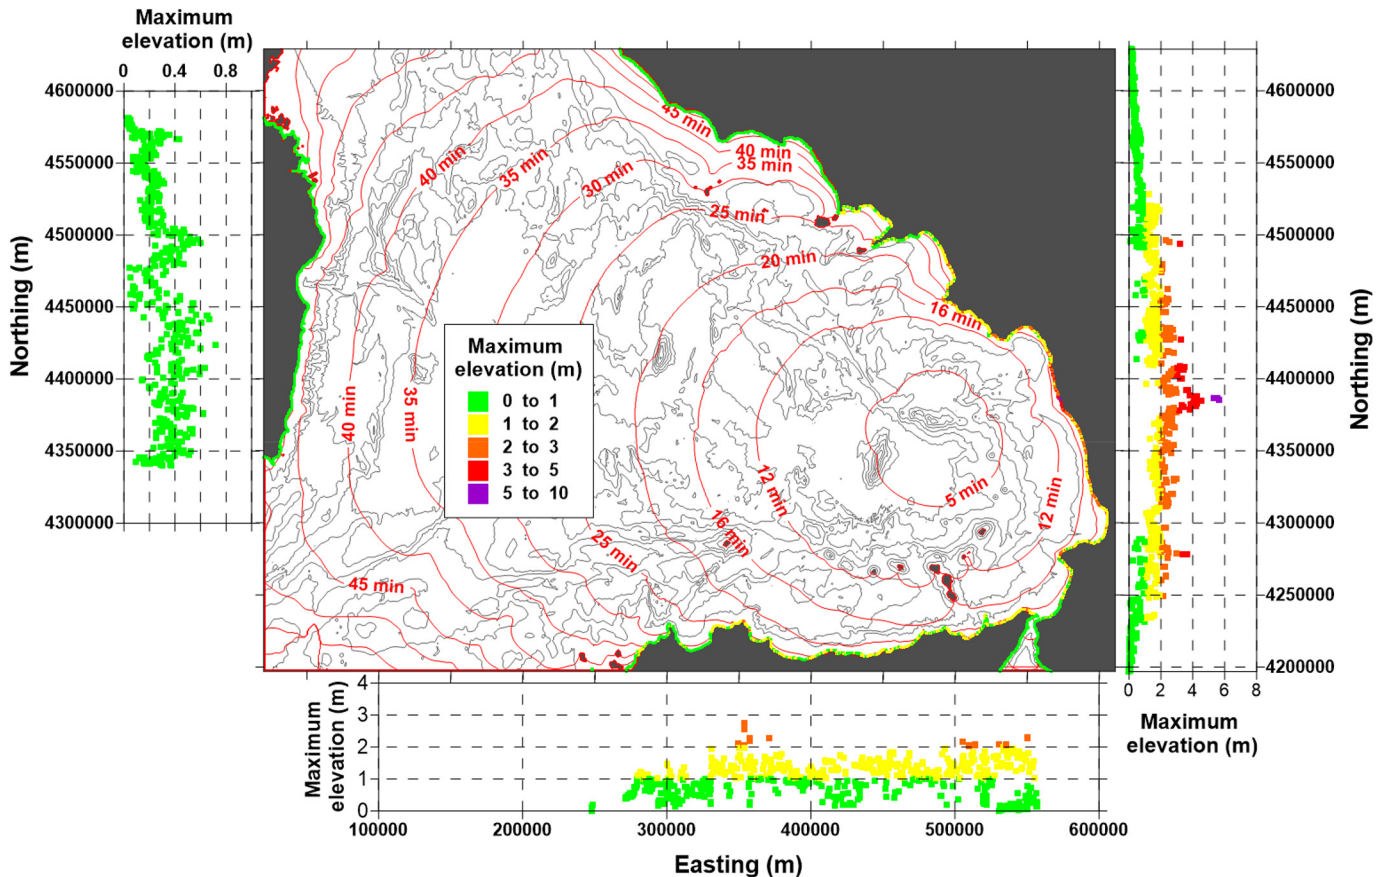 Maximum
elevation (m)
0 0.4 0.8
4600000
4550000
4500000
4450000
4400000
4350000
4300000
Northing (m)
45 min
40 min
35 min
40 min
35 min
30 min
25 min
20 min
16 min
40 min
35 min
12 min
5 min
12 min
16 min
25 min
45 min
Maximum
elevation (m)
0 to 1
1 to 2
2 to 3
3 to 5
5 to 10
4600000
4550000
4500000
4450000
4400000
4350000
4300000
4250000
4200000
Northing (m)
0 2 4 6 8
Maximum
elevation (m)
Maximum
elevation (m)
4
3
2
1
0
100000 200000 300000 400000 500000 600000
Easting (m)